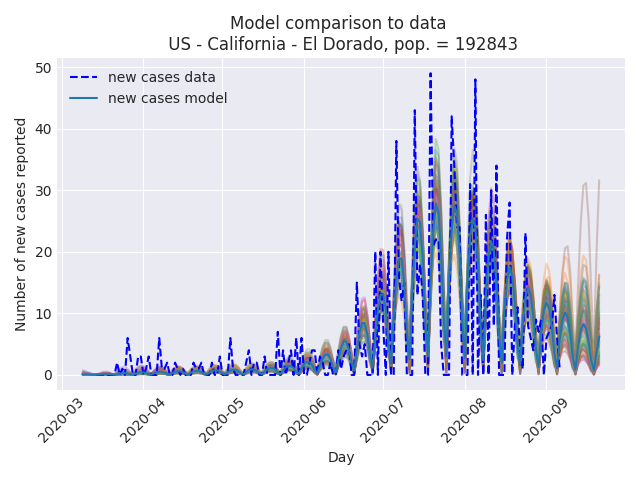 Model comparison to data
US - California - El Dorado, pop. = 192843
new cases data
new cases model
Number of new cases reported
50
40
30
20
10
0
2020-03
2020-04
2020-05
2020-06
2020-07
2020-08
2020-09
Day